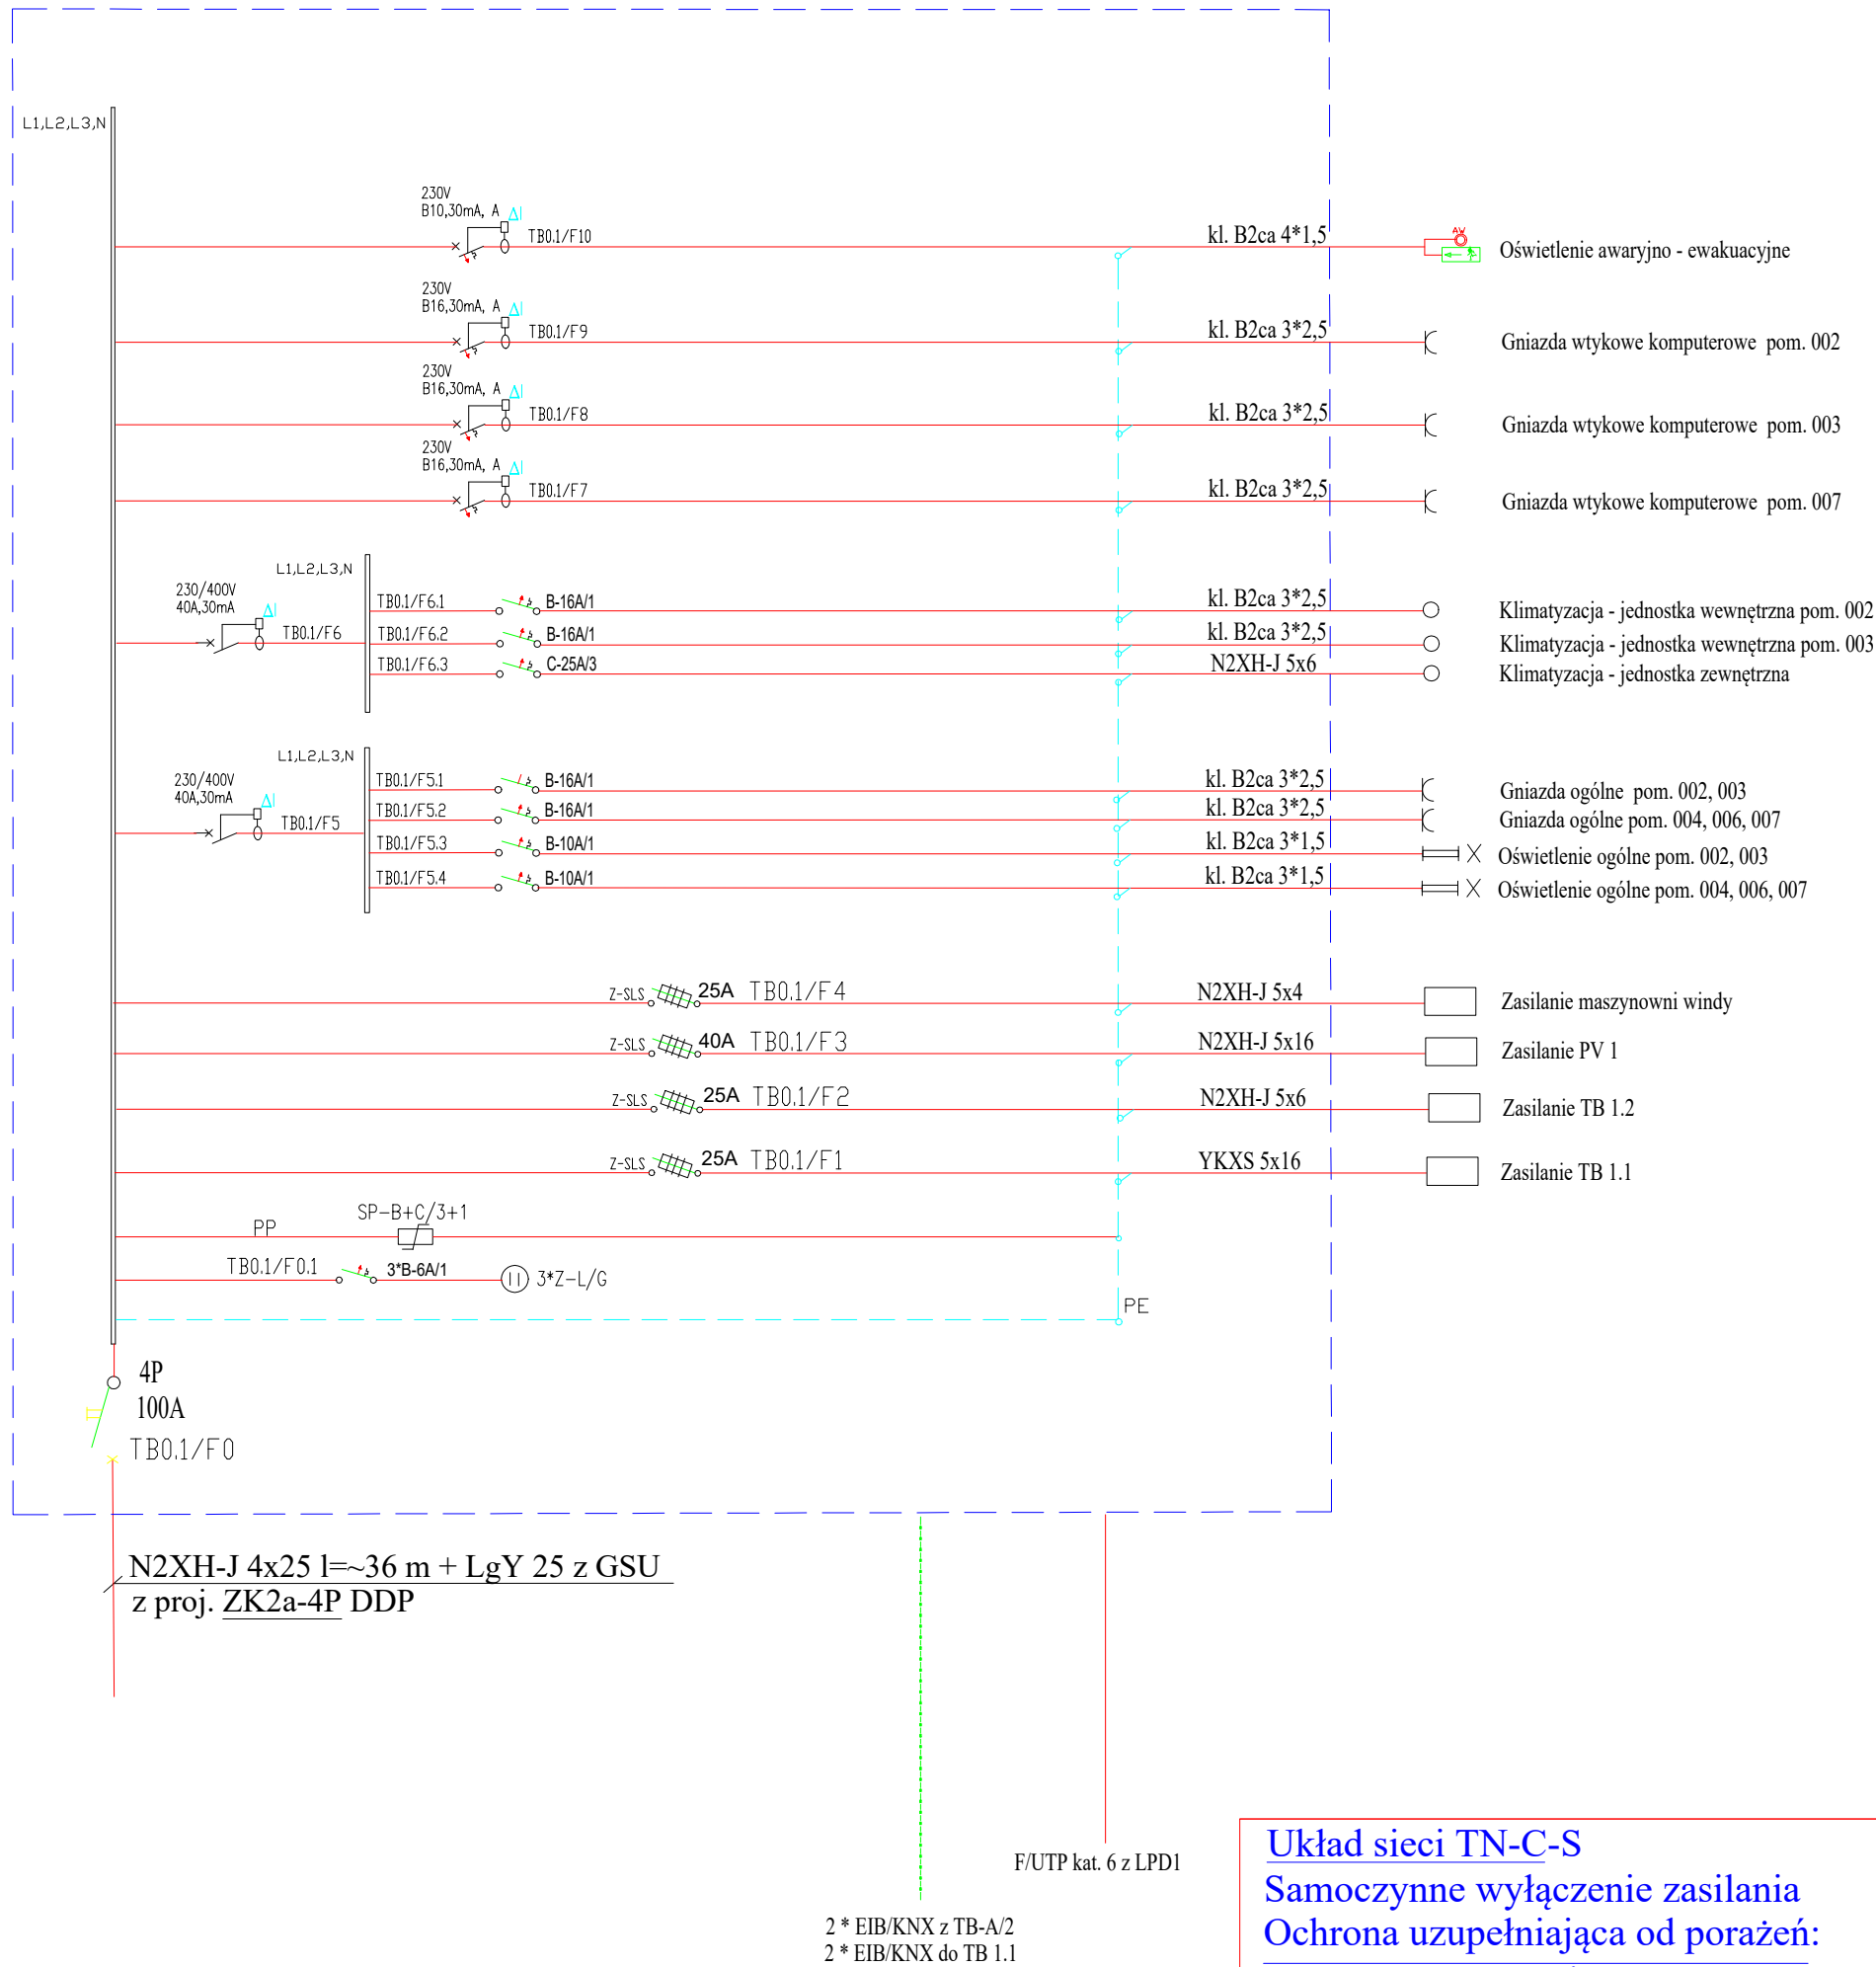 L1,L2,L3,N
230V
B10,30mA, A ΔI
TB0.1/F10
kl. B2ca 4*1,5
AW
Oświetlenie awaryjno - ewakuacyjne
230V
B16,30mA, A ΔI
TB0.1/F9
kl. B2ca 3*2,5
Gniazda wtykowe komputerowe pom. 002
230V
B16,30mA, A ΔI
TB0.1/F8
kl. B2ca 3*2,5
Gniazda wtykowe komputerowe pom. 003
230V
B16,30mA, A ΔI
TB0.1/F7
kl. B2ca 3*2,5
Gniazda wtykowe komputerowe pom. 007
L1,L2,L3,N
230/400V
40A,30mA ΔI
TB0.1/F6
TB0.1/F6.1 B-16A/1 kl. B2ca 3*2,5 Klimatyzacja - jednostka wewnętrzna pom. 002
TB0.1/F6.2 B-16A/1 kl. B2ca 3*2,5 Klimatyzacja - jednostka wewnętrzna pom. 003
TB0.1/F6.3 C-25A/3 N2XH-J 5x6 Klimatyzacja - jednostka zewnętrzna
L1,L2,L3,N
230/400V
40A,30mA ΔI
TB0.1/F5
TB0.1/F5.1 B-16A/1 kl. B2ca 3*2,5 Gniazda ogólne pom. 002, 003
TB0.1/F5.2 B-16A/1 kl. B2ca 3*2,5 Gniazda ogólne pom. 004, 006, 007
TB0.1/F5.3 B-10A/1 kl. B2ca 3*1,5 Oświetlenie ogólne pom. 002, 003
TB0.1/F5.4 B-10A/1 kl. B2ca 3*1,5 Oświetlenie ogólne pom. 004, 006, 007
Z-SLS 25A TB0.1/F4 N2XH-J 5x4 Zasilanie maszynowni windy
Z-SLS 40A TB0.1/F3 N2XH-J 5x16 Zasilanie PV 1
Z-SLS 25A TB0.1/F2 N2XH-J 5x6 Zasilanie TB 1.2
Z-SLS 25A TB0.1/F1 YKXS 5x16 Zasilanie TB 1.1
PP SP-B+C/3+1
TB0.1/F0.1 3*B-6A/1 3*Z-L/G
PE
4P
100A
TB0.1/F0
N2XH-J 4x25 l=~36 m + LgY 25 z GSU
z proj. ZK2a-4P DDP
F/UTP kat. 6 z LPD1
2 * EIB/KNX z TB-A/2
2 * EIB/KNX do TB 1.1
Układ sieci TN-C-S
Samoczynne wyłączenie zasilania
Ochrona uzupełniająca od porażeń: